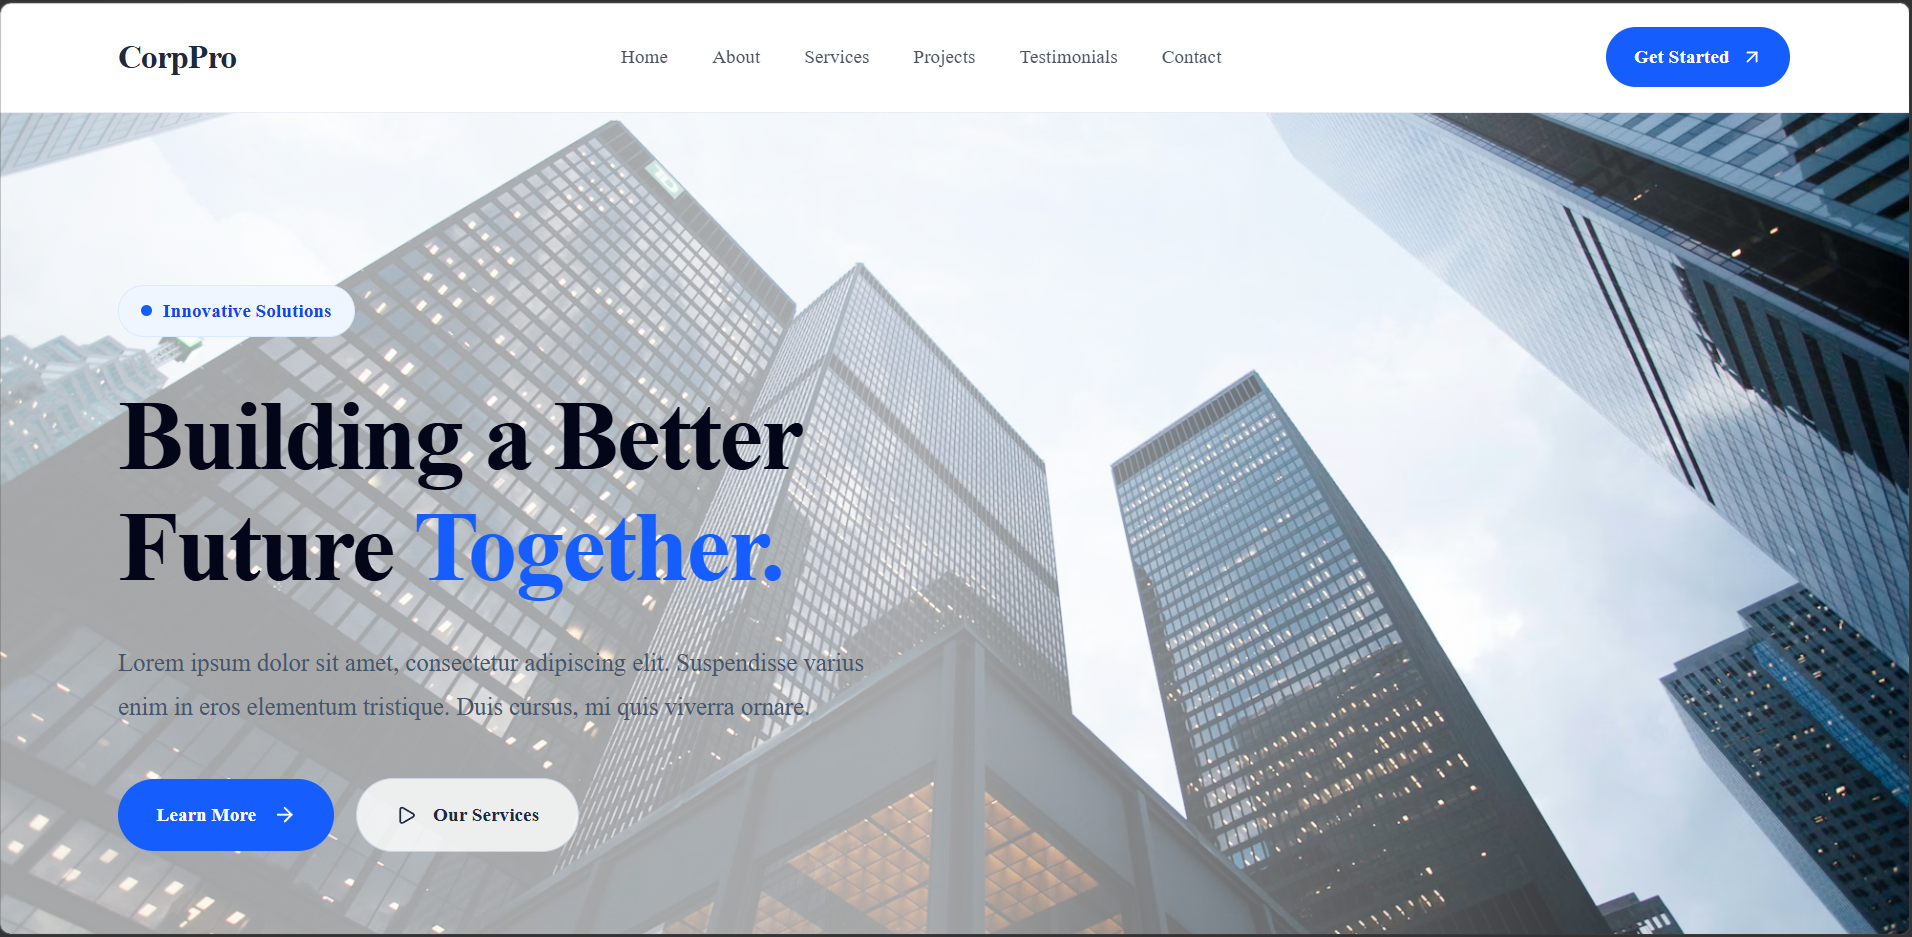 CorpPro
Home
About
Services
Projects
Testimonials
Contact
Get Started
Innovative Solutions
Building a Better
Future Together.
Lorem ipsum dolor sit amet, consectetur adipiscing elit. Suspendisse varius
enim in eros elementum tristique. Duis cursus, mi quis viverra ornare.
Learn More
Our Services